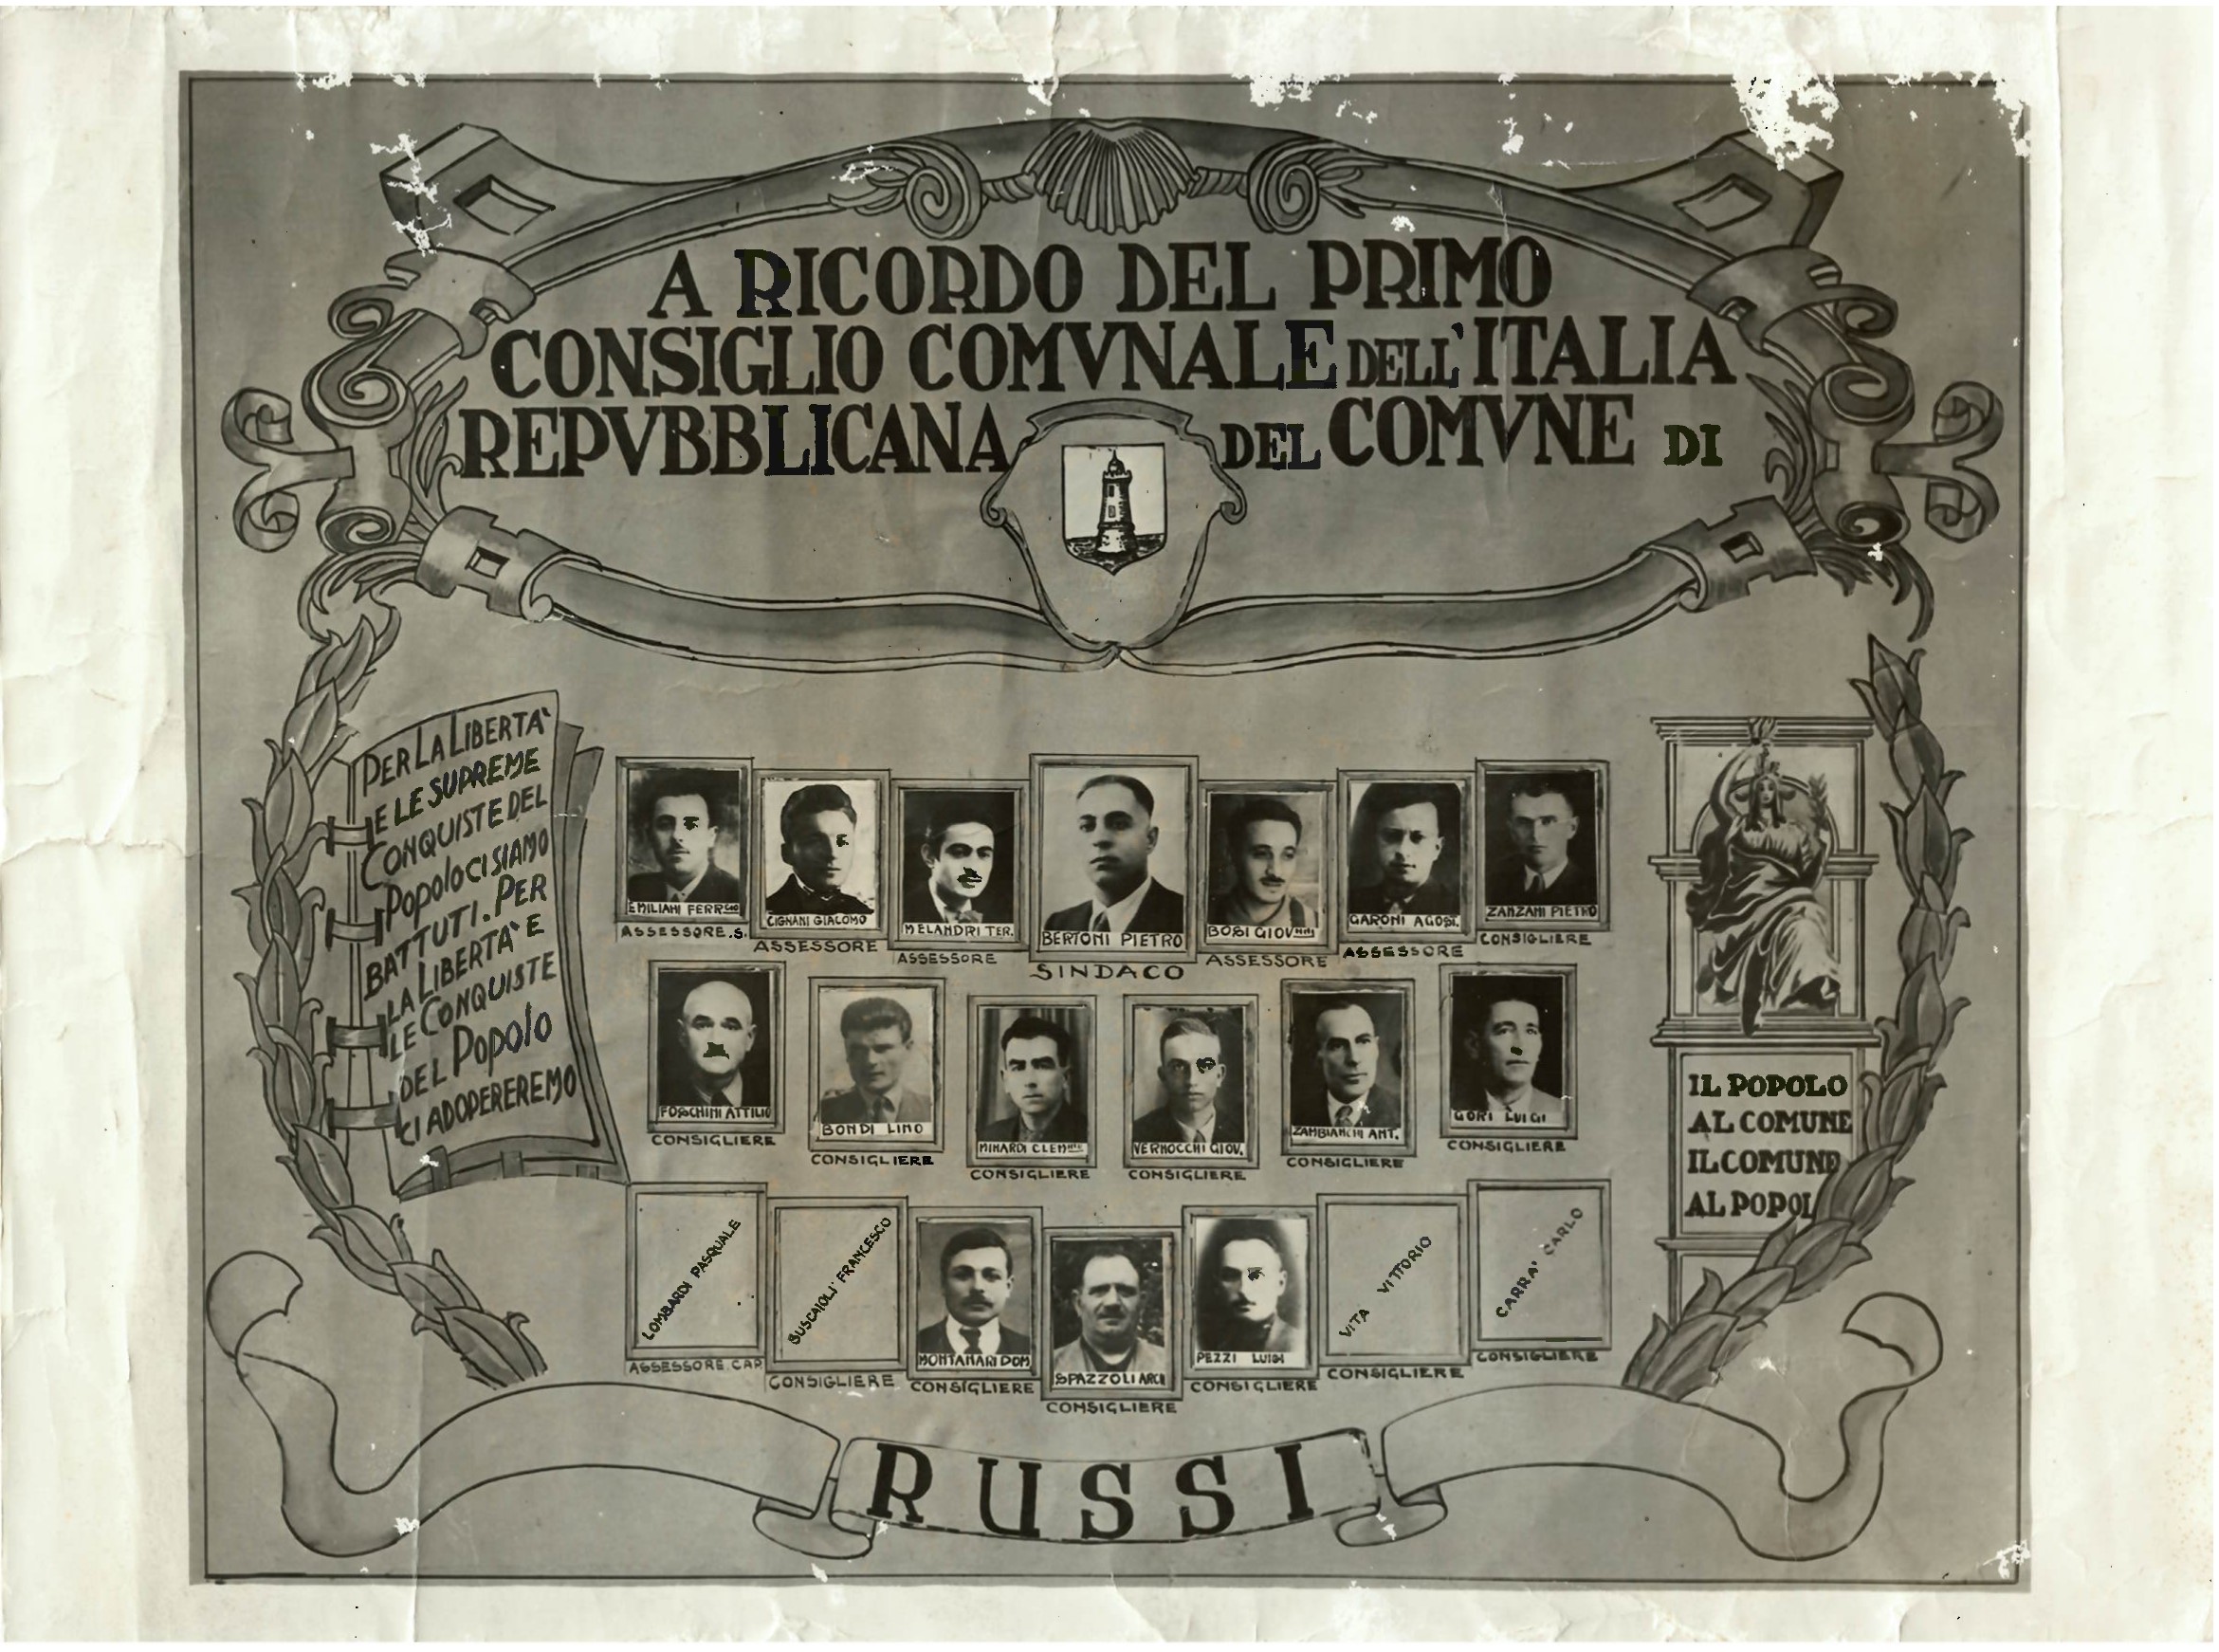 A RICORDO DEL PRIMO
CONSIGLIO COMVNALE DELL'ITALIA
REPVBBLICANA DEL COMVNE DI
PER LA LIBERTA'
E LE SUPREME
CONQUISTE DEL
POPOLO CI SIAMO
BATTUTI. PER
LA LIBERTA' E
LE CONQUISTE
DEL POPOLO
CI ADOPEREREMO
EMILIANI FERRCIO
ASSESSORE.S.
CIGNANI GIACOMO
ASSESSORE
MELANDRI TER.
ASSESSORE
BERTONI PIETRO
SINDACO
BOSI GIOVNNI
ASSESSORE
GARONI AGOST.
ASSESSORE
ZANZANI PIETRO
CONSIGLIERE
FOSCHINI ATTILIO
CONSIGLIERE
BONDI LINO
CONSIGLIERE
MINARDI CLEMNTE
CONSIGLIERE
VERNOCCHI GIOV.
CONSIGLIERE
ZAMBIANCHI ANT.
CONSIGLIERE
GORI LUIGI
CONSIGLIERE
LOMBARDI PASQUALE
ASSESSORE.CAP
BUSCAIOLI FRANCESCO
CONSIGLIERE
MONTANARI DOM
CONSIGLIERE
SPAZZOLI ARCH
CONSIGLIERE
PEZZI LUIGI
CONSIGLIERE
VITA VITTORIO
CONSIGLIERE
CARRA' CARLO
CONSIGLIERE
IL POPOLO
AL COMUNE
IL COMUNE
AL POPOL
RUSSI